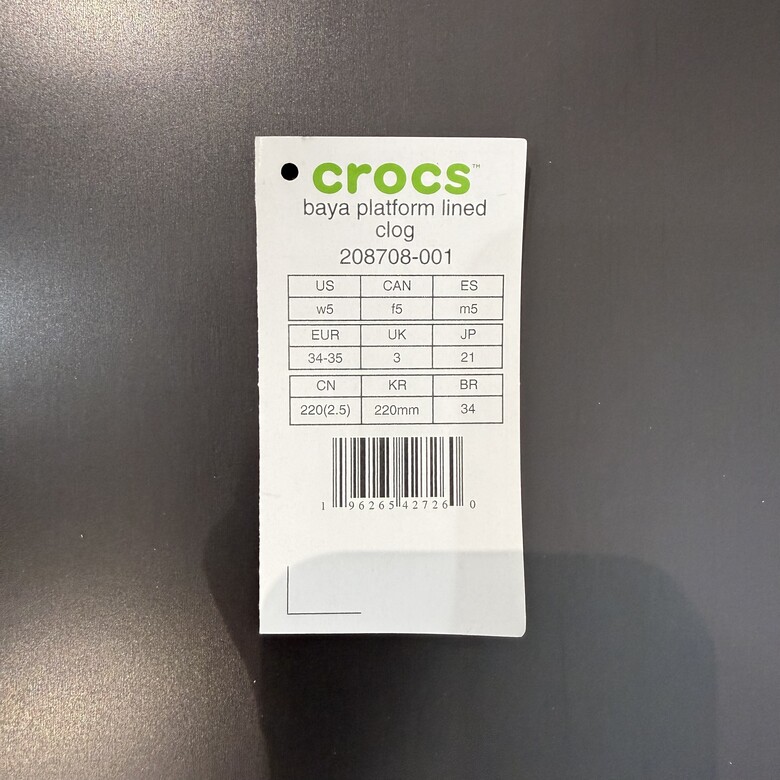 crocs™
baya platform lined
clog
208708-001
US CAN ES
w5 f5 m5
EUR UK JP
34-35 3 21
CN KR BR
220(2.5) 220mm 34
1 96265 42726 0